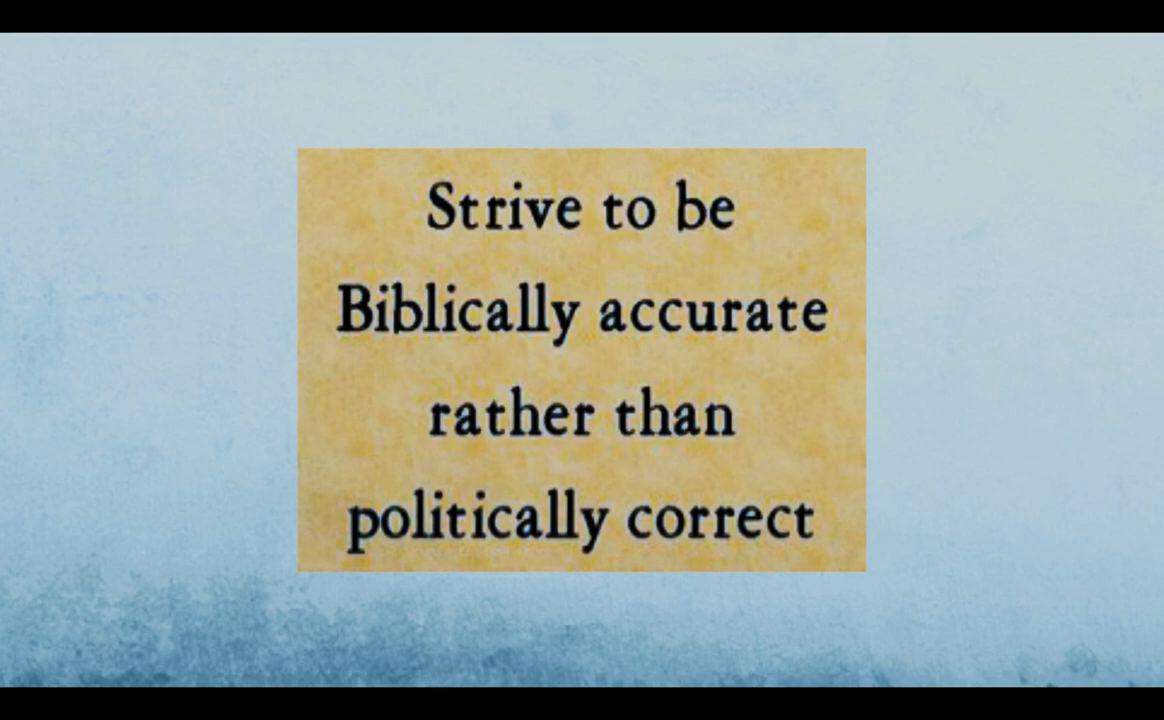 Strive to be
Biblically accurate
rather than
politically correct